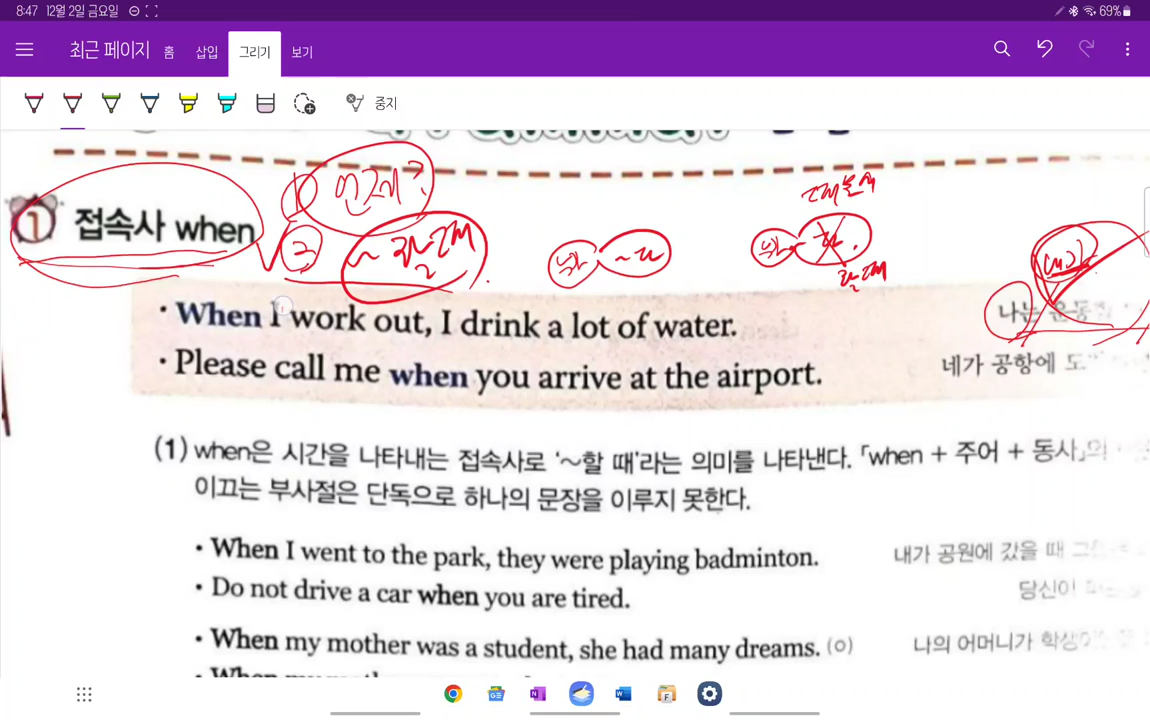 8:47 12월 2일 금요일 69%
최근 페이지 홈 삽입 그리기 보기
중지
① 언제?
1 접속사 when ② ~할 때
· When I work out, I drink a lot of water. 나는 운동
· Please call me when you arrive at the airport. 네가 공항에 도
(1) when은 시간을 나타내는 접속사로 '~할 때'라는 의미를 나타낸다. 「when + 주어 + 동사」의
이끄는 부사절은 단독으로 하나의 문장을 이루지 못한다.
· When I went to the park, they were playing badminton. 내가 공원에 갔을 때
· Do not drive a car when you are tired. 당신이
· When my mother was a student, she had many dreams. (○) 나의 어머니가